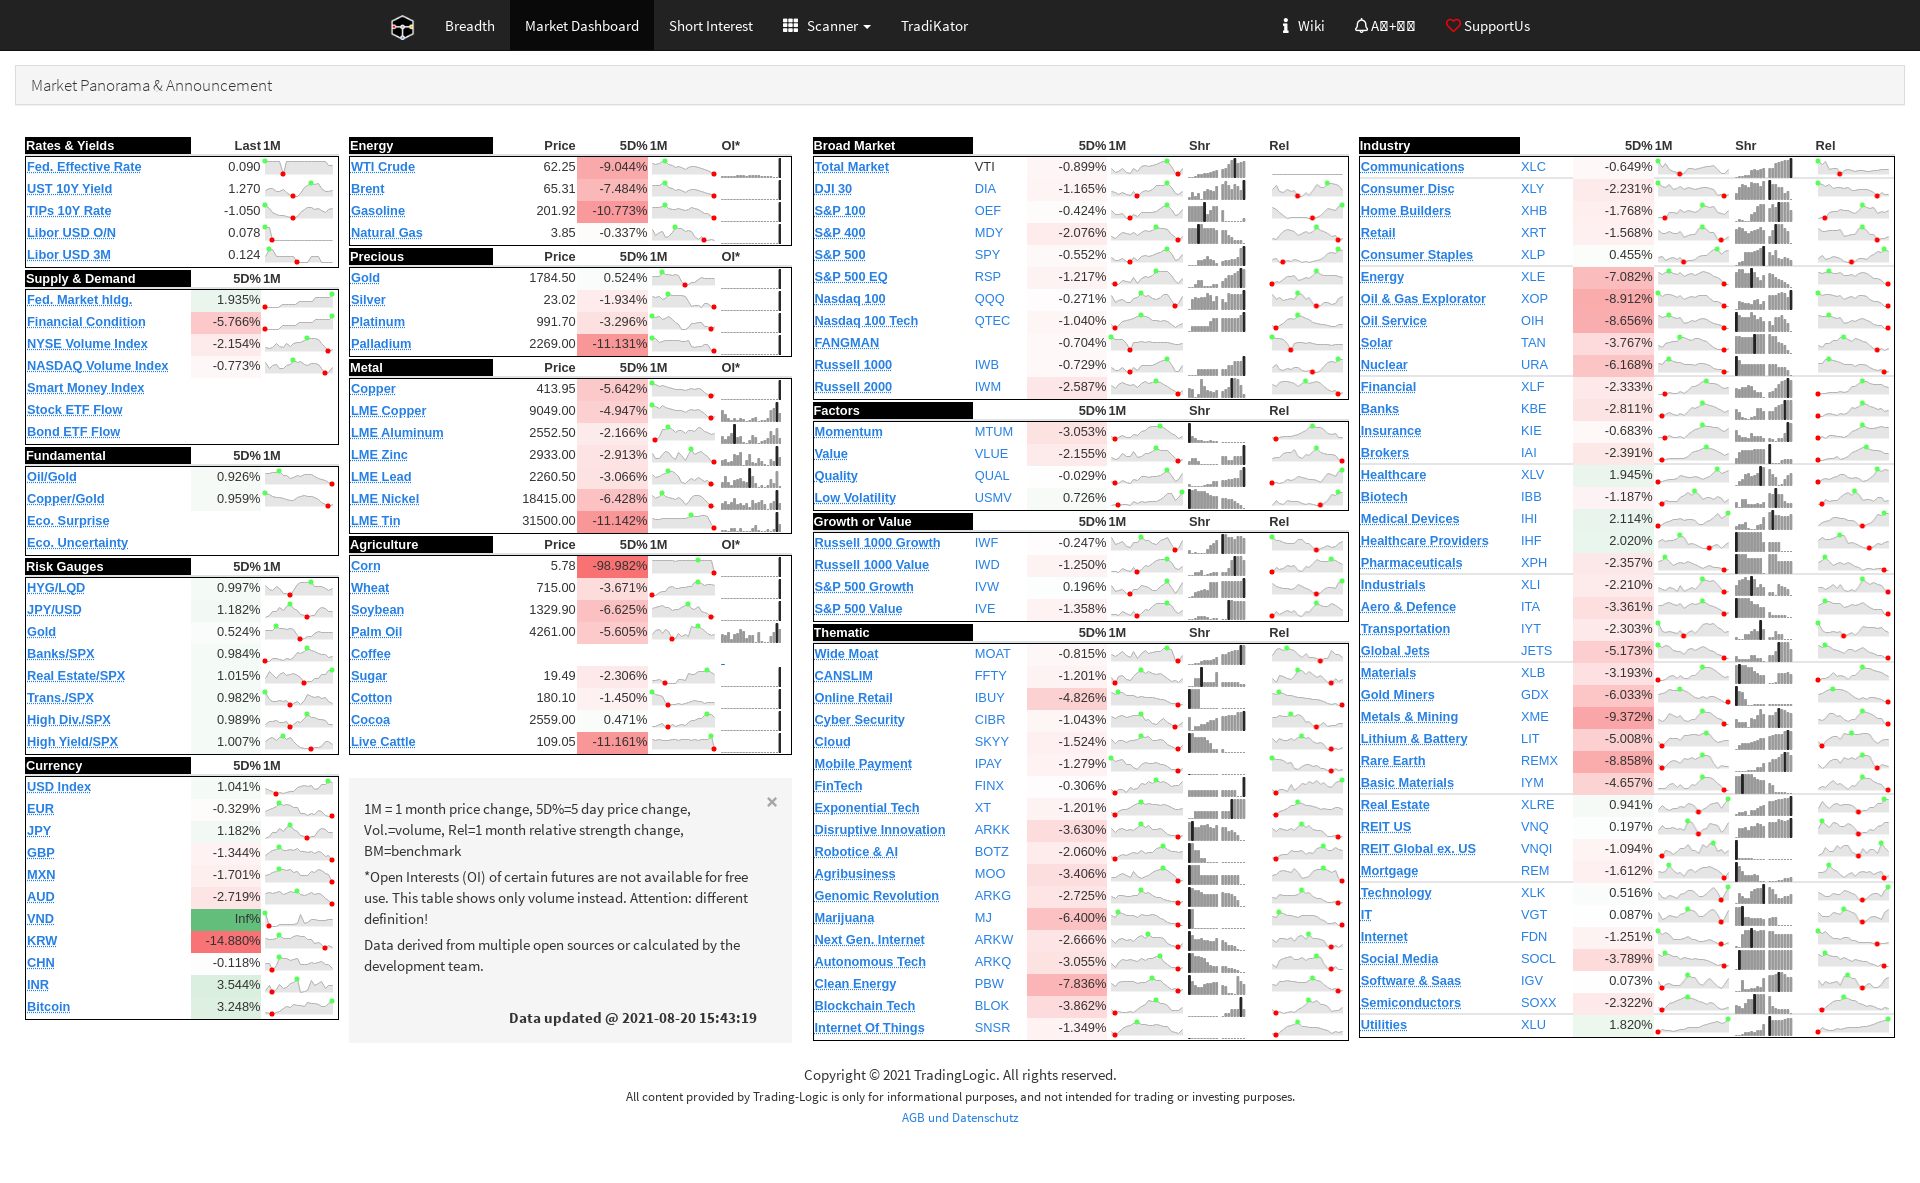 Breadth Market Dashboard Short Interest Scanner TradiKator Wiki SupportUs
Market Panorama & Announcement
Rates & Yields Last 1M
Fed. Effective Rate 0.090
UST 10Y Yield 1.270
TIPs 10Y Rate -1.050
Libor USD O/N 0.078
Libor USD 3M 0.124
Supply & Demand 5D% 1M
Fed. Market hldg. 1.935%
Financial Condition -5.766%
NYSE Volume Index -2.154%
NASDAQ Volume Index -0.773%
Smart Money Index
Stock ETF Flow
Bond ETF Flow
Fundamental 5D% 1M
Oil/Gold 0.926%
Copper/Gold 0.959%
Eco. Surprise
Eco. Uncertainty
Risk Gauges 5D% 1M
HYG/LQD 0.997%
JPY/USD 1.182%
Gold 0.524%
Banks/SPX 0.984%
Real Estate/SPX 1.015%
Trans./SPX 0.982%
High Div./SPX 0.989%
High Yield/SPX 1.007%
Currency 5D% 1M
USD Index 1.041%
EUR -0.329%
JPY 1.182%
GBP -1.344%
MXN -1.701%
AUD -2.719%
VND Inf%
KRW -14.880%
CHN -0.118%
INR 3.544%
Bitcoin 3.248%
Energy Price 5D% 1M OI*
WTI Crude 62.25 -9.044%
Brent 65.31 -7.484%
Gasoline 201.92 -10.773%
Natural Gas 3.85 -0.337%
Precious Price 5D% 1M OI*
Gold 1784.50 0.524%
Silver 23.02 -1.934%
Platinum 991.70 -3.296%
Palladium 2269.00 -11.131%
Metal Price 5D% 1M OI*
Copper 413.95 -5.642%
LME Copper 9049.00 -4.947%
LME Aluminum 2552.50 -2.166%
LME Zinc 2933.00 -2.913%
LME Lead 2260.50 -3.066%
LME Nickel 18415.00 -6.428%
LME Tin 31500.00 -11.142%
Agriculture Price 5D% 1M OI*
Corn 5.78 -98.982%
Wheat 715.00 -3.671%
Soybean 1329.90 -6.625%
Palm Oil 4261.00 -5.605%
Coffee -
Sugar 19.49 -2.306%
Cotton 180.10 -1.450%
Cocoa 2559.00 0.471%
Live Cattle 109.05 -11.161%
×
1M = 1 month price change, 5D%=5 day price change,
Vol.=volume, Rel=1 month relative strength change,
BM=benchmark
*Open Interests (OI) of certain futures are not available for free
use. This table shows only volume instead. Attention: different
definition!
Data derived from multiple open sources or calculated by the
development team.
Data updated @ 2021-08-20 15:43:19
Broad Market 5D% 1M Shr Rel
Total Market VTI -0.899%
DJI 30 DIA -1.165%
S&P 100 OEF -0.424%
S&P 400 MDY -2.076%
S&P 500 SPY -0.552%
S&P 500 EQ RSP -1.217%
Nasdaq 100 QQQ -0.271%
Nasdaq 100 Tech QTEC -1.040%
FANGMAN -0.704%
Russell 1000 IWB -0.729%
Russell 2000 IWM -2.587%
Factors 5D% 1M Shr Rel
Momentum MTUM -3.053%
Value VLUE -2.155%
Quality QUAL -0.029%
Low Volatility USMV 0.726%
Growth or Value 5D% 1M Shr Rel
Russell 1000 Growth IWF -0.247%
Russell 1000 Value IWD -1.250%
S&P 500 Growth IVW 0.196%
S&P 500 Value IVE -1.358%
Thematic 5D% 1M Shr Rel
Wide Moat MOAT -0.815%
CANSLIM FFTY -1.201%
Online Retail IBUY -4.826%
Cyber Security CIBR -1.043%
Cloud SKYY -1.524%
Mobile Payment IPAY -1.279%
FinTech FINX -0.306%
Exponential Tech XT -1.201%
Disruptive Innovation ARKK -3.630%
Robotice & AI BOTZ -2.060%
Agribusiness MOO -3.406%
Genomic Revolution ARKG -2.725%
Marijuana MJ -6.400%
Next Gen. Internet ARKW -2.666%
Autonomous Tech ARKQ -3.055%
Clean Energy PBW -7.836%
Blockchain Tech BLOK -3.862%
Internet Of Things SNSR -1.349%
Industry 5D% 1M Shr Rel
Communications XLC -0.649%
Consumer Disc XLY -2.231%
Home Builders XHB -1.768%
Retail XRT -1.568%
Consumer Staples XLP 0.455%
Energy XLE -7.082%
Oil & Gas Explorator XOP -8.912%
Oil Service OIH -8.656%
Solar TAN -3.767%
Nuclear URA -6.168%
Financial XLF -2.333%
Banks KBE -2.811%
Insurance KIE -0.683%
Brokers IAI -2.391%
Healthcare XLV 1.945%
Biotech IBB -1.187%
Medical Devices IHI 2.114%
Healthcare Providers IHF 2.020%
Pharmaceuticals XPH -2.357%
Industrials XLI -2.210%
Aero & Defence ITA -3.361%
Transportation IYT -2.303%
Global Jets JETS -5.173%
Materials XLB -3.193%
Gold Miners GDX -6.033%
Metals & Mining XME -9.372%
Lithium & Battery LIT -5.008%
Rare Earth REMX -8.858%
Basic Materials IYM -4.657%
Real Estate XLRE 0.941%
REIT US VNQ 0.197%
REIT Global ex. US VNQI -1.094%
Mortgage REM -1.612%
Technology XLK 0.516%
IT VGT 0.087%
Internet FDN -1.251%
Social Media SOCL -3.789%
Software & Saas IGV 0.073%
Semiconductors SOXX -2.322%
Utilities XLU 1.820%
Copyright © 2021 TradingLogic. All rights reserved.
All content provided by Trading-Logic is only for informational purposes, and not intended for trading or investing purposes.
AGB und Datenschutz